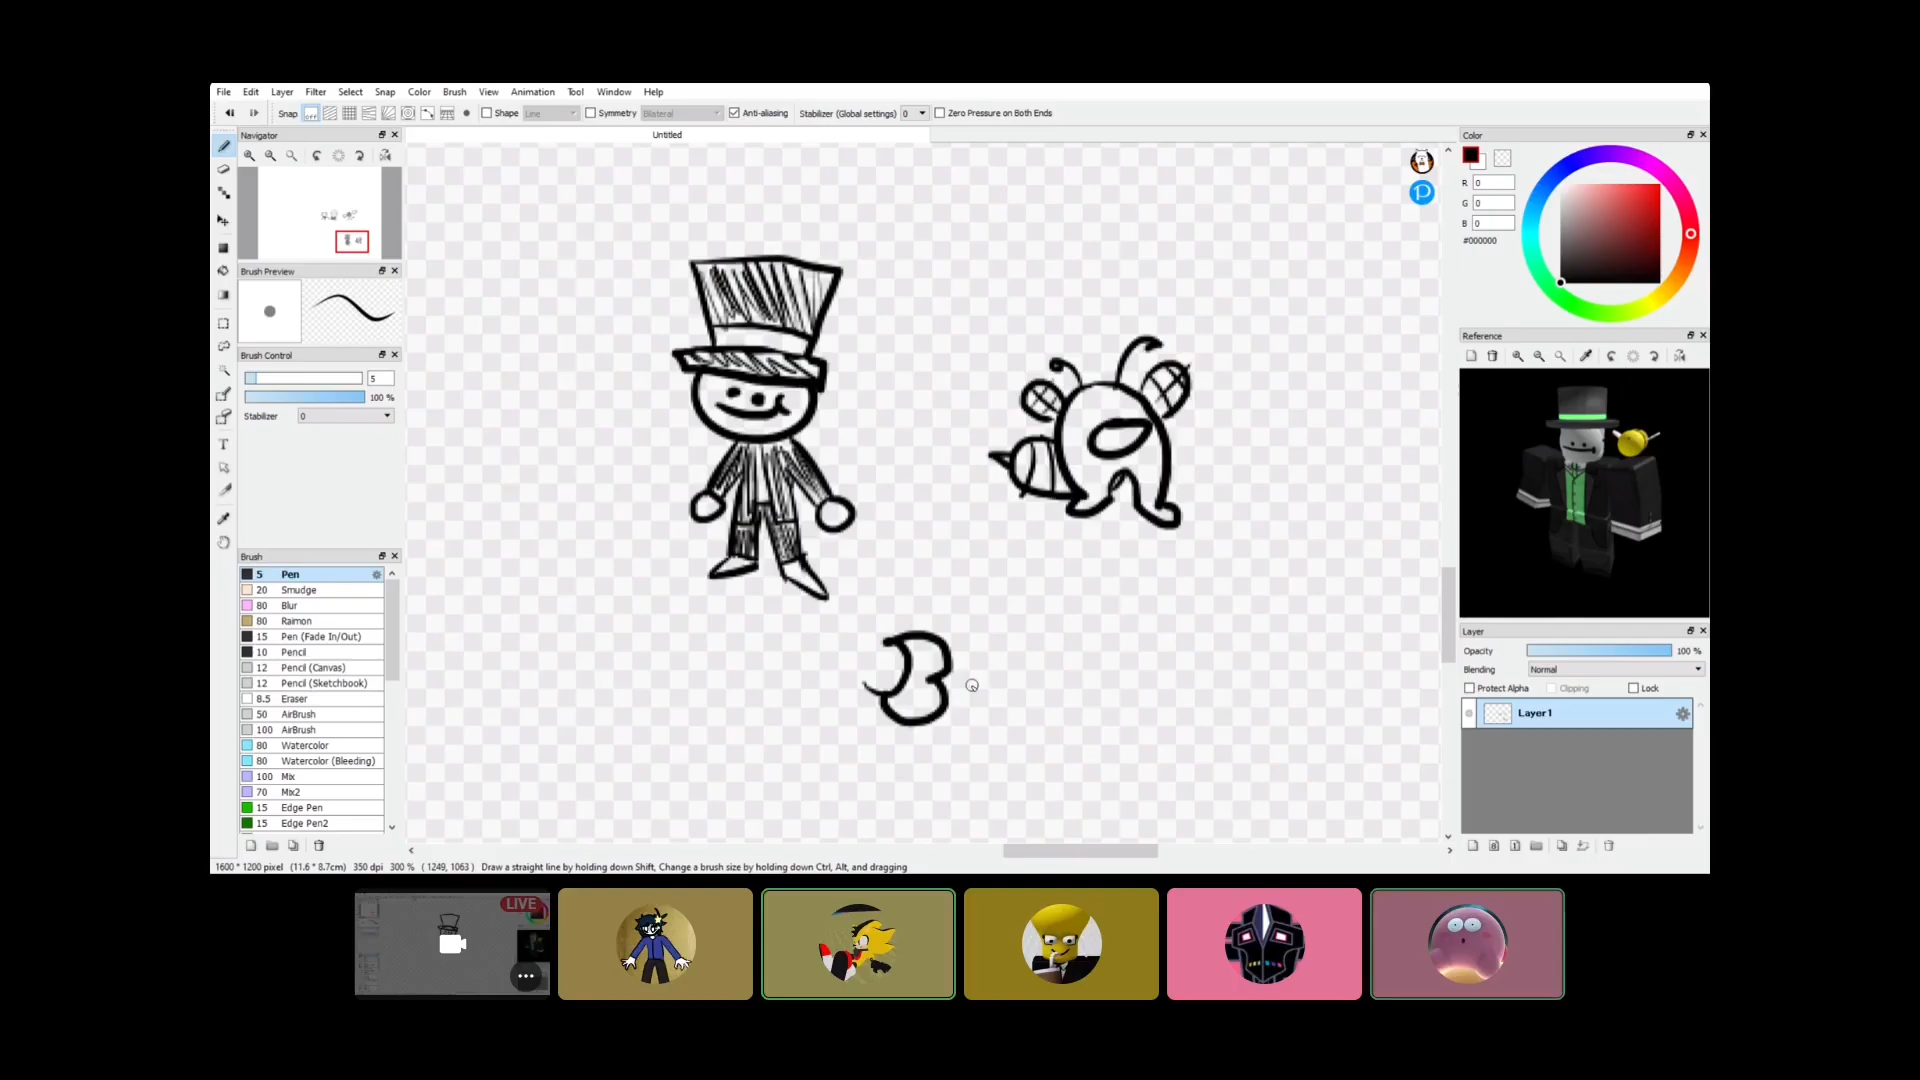 File Edit Layer Filter Select Snap Color Brush View Animation Tool Window Help
Snap off Shape Line Symmetry Bilateral Anti-aliasing Stabilizer (Global settings) 0 Zero Pressure on Both Ends
Navigator
Untitled
Brush Preview
Brush Control
5
100 %
Stabilizer 0
Brush
5 Pen
20 Smudge
80 Blur
80 Raimon
15 Pen (Fade In/Out)
10 Pencil
12 Pencil (Canvas)
12 Pencil (Sketchbook)
8.5 Eraser
50 AirBrush
100 AirBrush
80 Watercolor
80 Watercolor (Bleeding)
100 Mix
70 Mix2
15 Edge Pen
15 Edge Pen2
Color
R 0
G 0
B 0
#000000
Reference
Layer
Opacity 100 %
Blending Normal
Protect Alpha Clipping Lock
Layer1
1600 * 1200 pixel (11.6 * 8.7cm) 350 dpi 300 % ( 1249, 1063 ) Draw a straight line by holding down Shift, Change a brush size by holding down Ctrl, Alt, and dragging
LIVE